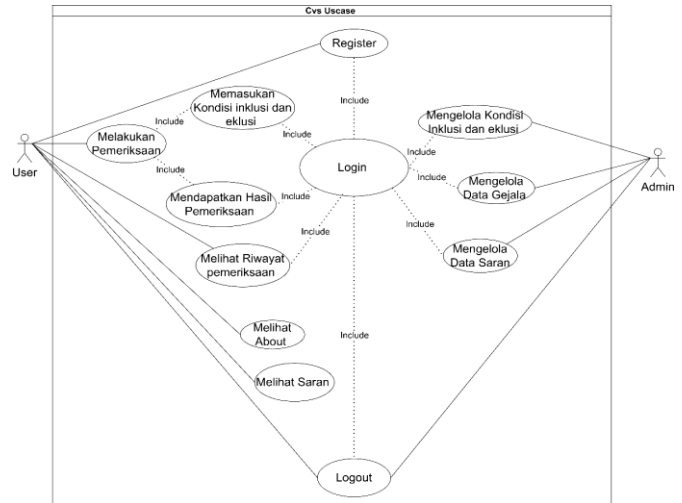 Cvs Uscase
Register
Include
Memasukan
Kondisi inklusi dan
eklusi
Include
Include
Melakukan
Pemeriksaan
Include
Mengelola Kondisi
Inklusi dan eklusi
Include
Login
User
Include
Mendapatkan Hasil
Pemeriksaan
Include
Include
Mengelola
Data Gejala
Admin
Include
Include
Melihat Riwayat
pemeriksaan
Mengelola
Data Saran
Melihat
About
Include
Melihat Saran
Logout